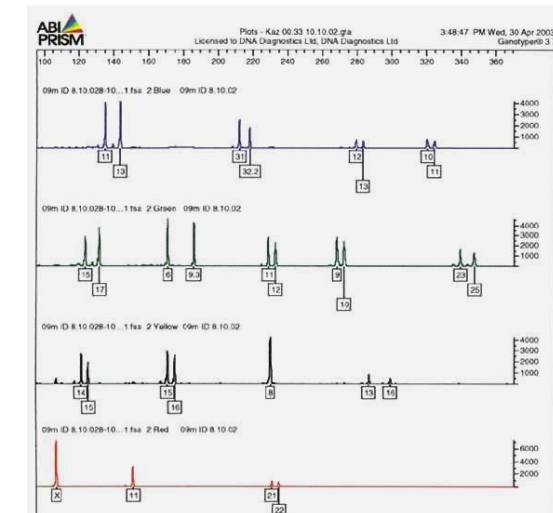 ABI
PRISM
Plots - Kaz 00.33 10.10.02.gta
Licensed to DNA Diagnostics Ltd, DNA Diagnostics Ltd
3:48:47 PM Wed, 30 Apr 2003
Genotyper® 3
100 120 140 160 180 200 220 240 260 280 300 320 340 360
09m ID 8.10.028-10...1.fsa 2 Blue 09m ID 8.10.02
4000
3000
2000
1000
11 31 12 10
13 32.2 13 11
09m ID 8.10.028-10...1.fsa 2 Green 09m ID 8.10.02
4000
3000
2000
1000
15 6 9.3 11 9 23
17 12 10 25
09m ID 8.10.028-10...1.fsa 2 Yellow 09m ID 8.10.02
4000
3000
2000
1000
14 15 8 13 16
15 16
09m ID 8.10.028-10...1.fsa 2 Red 09m ID 8.10.02
6000
4000
2000
X 11 21
22